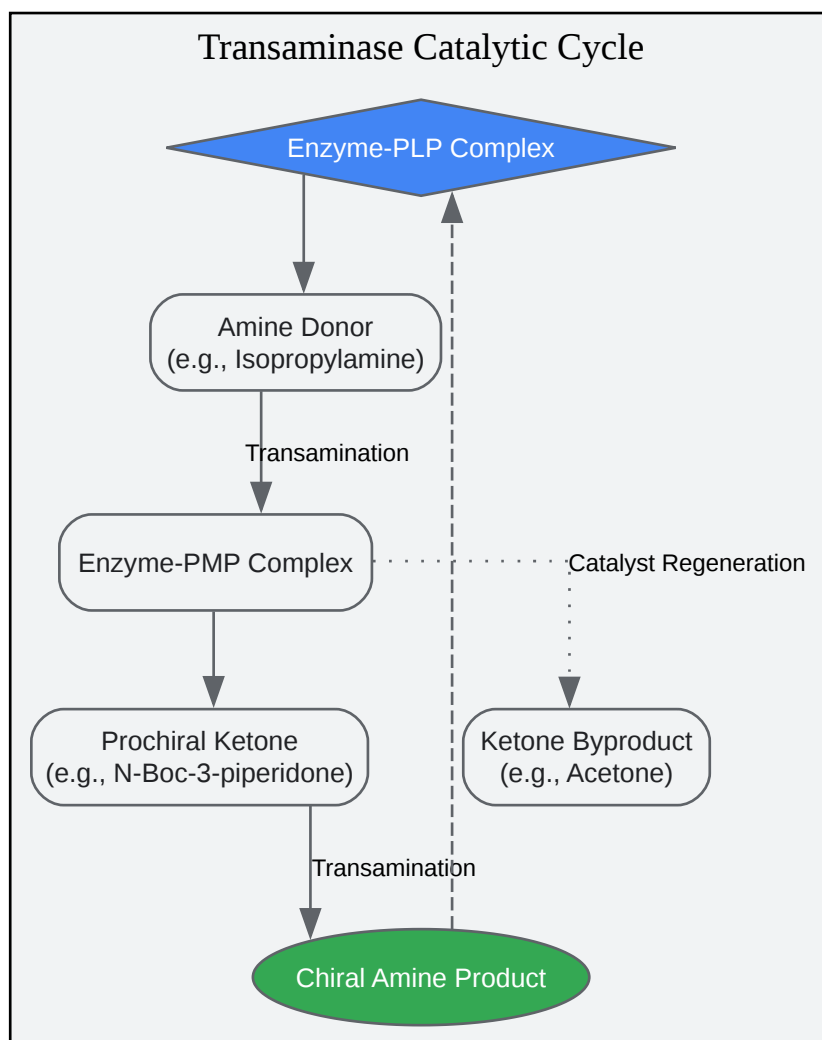 Transaminase Catalytic Cycle
Enzyme-PLP Complex
Amine Donor
(e.g., Isopropylamine)
Transamination
Enzyme-PMP Complex
Catalyst Regeneration
Prochiral Ketone
(e.g., N-Boc-3-piperidone)
Ketone Byproduct
(e.g., Acetone)
Transamination
Chiral Amine Product